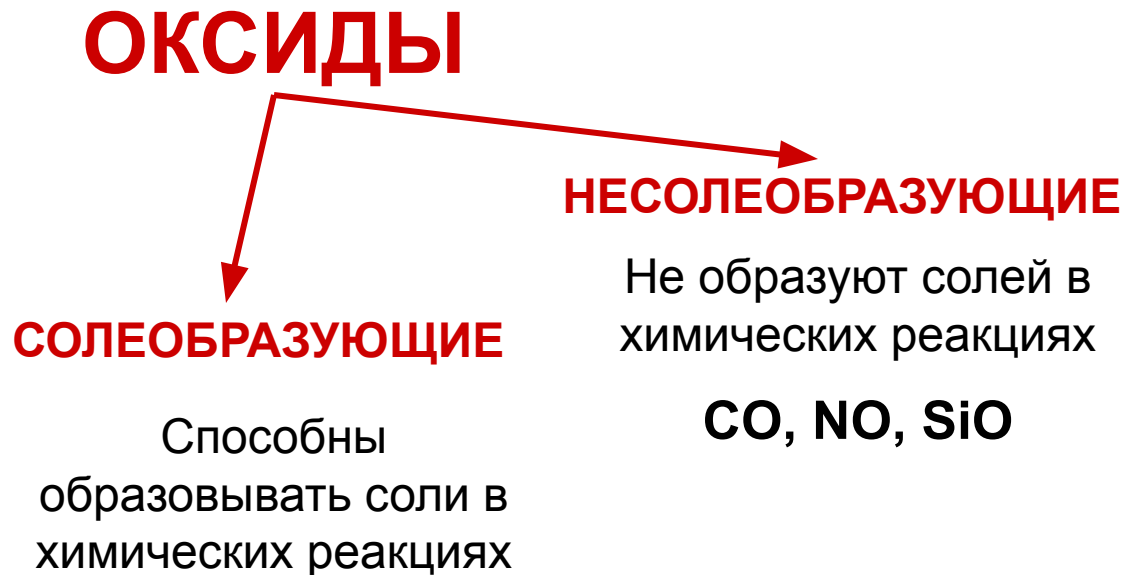 ОКСИДЫ
НЕСОЛЕОБРАЗУЮЩИЕ
Не образуют солей в
химических реакциях
CO, NO, SiO
СОЛЕОБРАЗУЮЩИЕ
Способны
образовывать соли в
химических реакциях